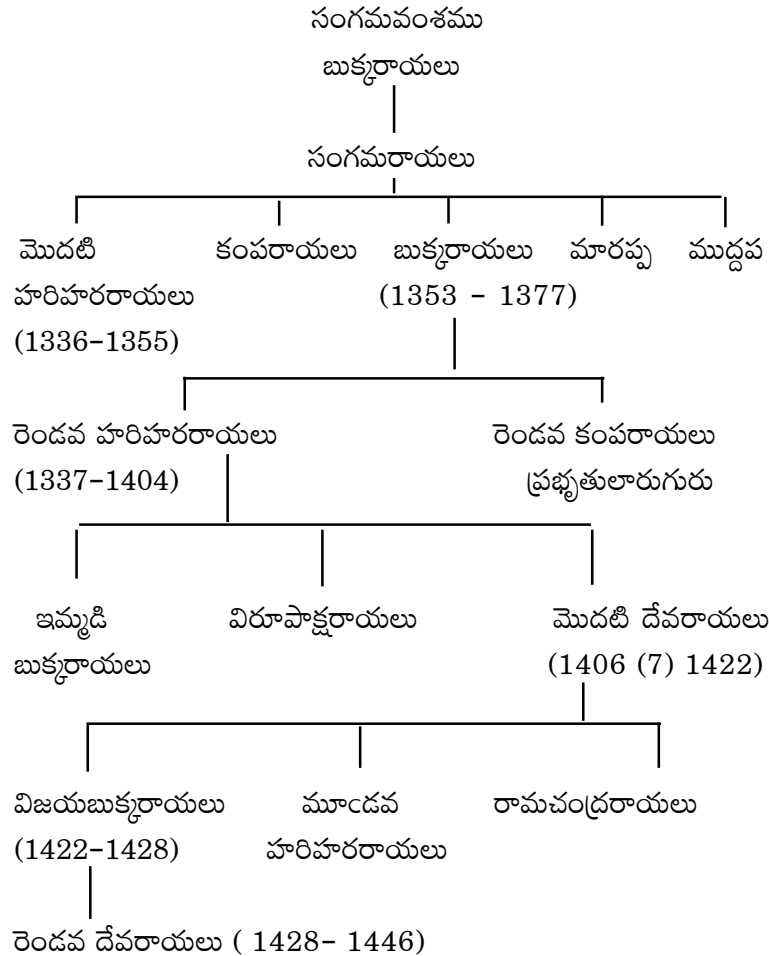 సంగమవంశము
బుక్కరాయలు
సంగమరాయలు
మొదటి కంపరాయలు బుక్కరాయలు మారప్ప ముద్దప
హరిహరరాయలు (1353 - 1377)
(1336-1355)
రెండవ హరిహరరాయలు రెండవ కంపరాయలు
(1337-1404) ప్రభృతులారుగురు
ఇమ్మడి విరూపాక్షరాయలు మొదటి దేవరాయలు
బుక్కరాయలు (1406 (7) 1422)
విజయబుక్కరాయలు మూఁడవ రామచంద్రరాయలు
(1422-1428) హరిహరరాయలు
రెండవ దేవరాయలు ( 1428- 1446)